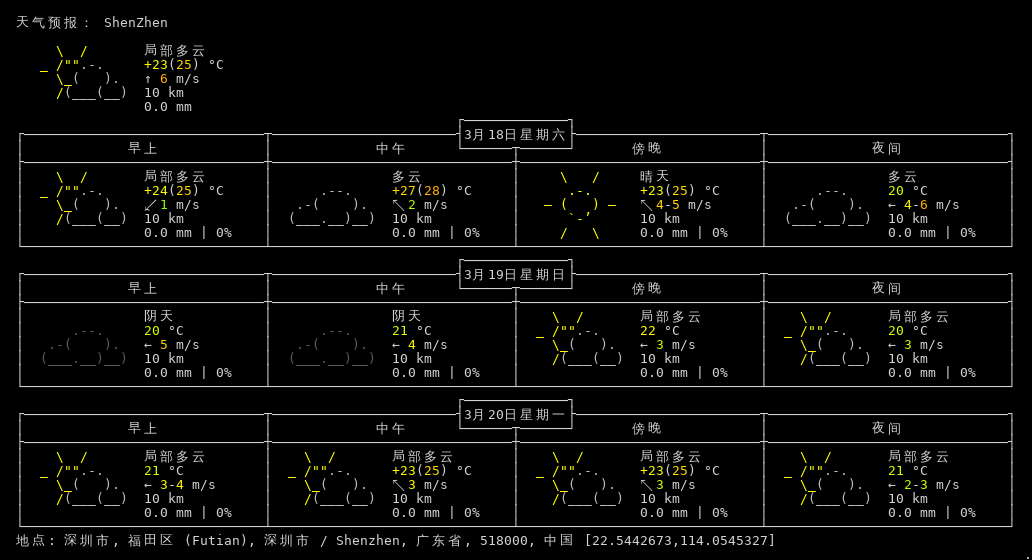 天气预报： ShenZhen
局部多云
+23(25) °C
↑ 6 m/s
10 km
0.0 mm
3月18日星期六
早上 中午 傍晚 夜间
局部多云 多云 晴天 多云
+24(25) °C +27(28) °C +23(25) °C 20 °C
↙ 1 m/s ↖ 2 m/s ↖ 4-5 m/s ← 4-6 m/s
10 km 10 km 10 km 10 km
0.0 mm | 0% 0.0 mm | 0% 0.0 mm | 0% 0.0 mm | 0%
3月19日星期日
早上 中午 傍晚 夜间
阴天 阴天 局部多云 局部多云
20 °C 21 °C 22 °C 20 °C
← 5 m/s ← 4 m/s ← 3 m/s ← 3 m/s
10 km 10 km 10 km 10 km
0.0 mm | 0% 0.0 mm | 0% 0.0 mm | 0% 0.0 mm | 0%
3月20日星期一
早上 中午 傍晚 夜间
局部多云 局部多云 局部多云 局部多云
21 °C +23(25) °C +23(25) °C 21 °C
← 3-4 m/s ↖ 3 m/s ↖ 3 m/s ← 2-3 m/s
10 km 10 km 10 km 10 km
0.0 mm | 0% 0.0 mm | 0% 0.0 mm | 0% 0.0 mm | 0%
地点: 深圳市, 福田区 (Futian), 深圳市 / Shenzhen, 广东省, 518000, 中国 [22.5442673,114.0545327]